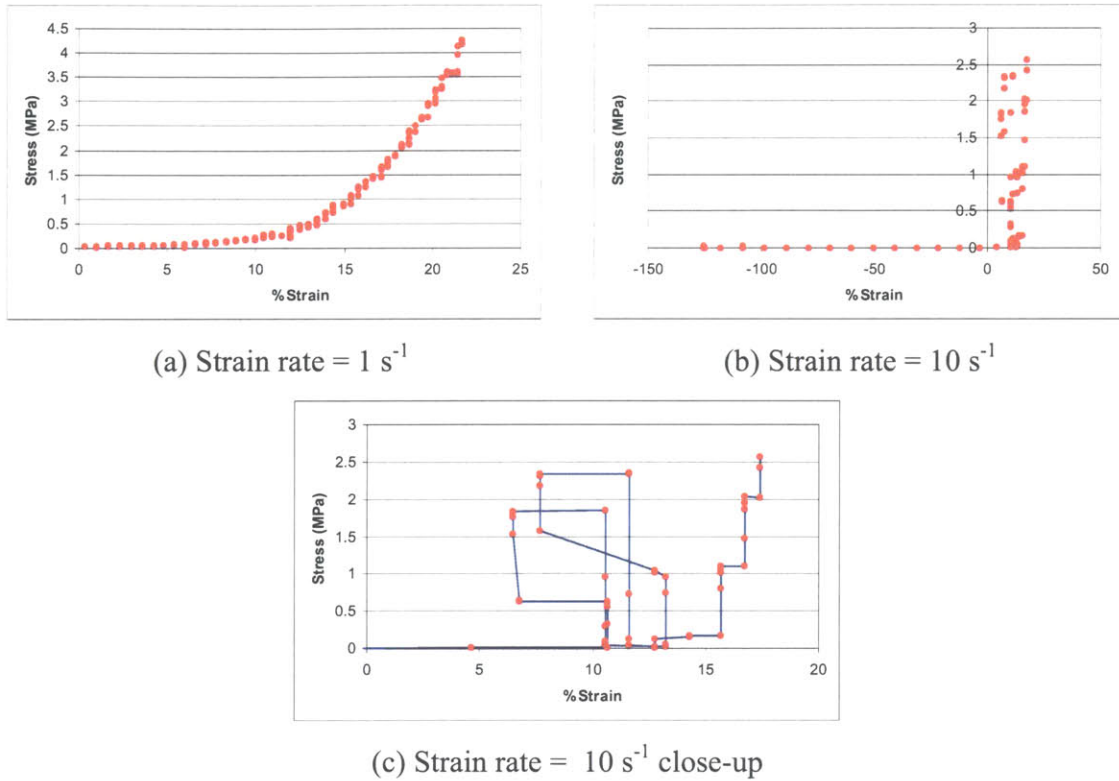 Stress (MPa)
4.5
4
3.5
3
2.5
2
1.5
1
0.5
0
0 5 10 15 20 25
%Strain
(a) Strain rate = 1 s⁻¹
Stress (MPa)
3
2.5
2
1.5
1
0.5
0
-150 -100 -50 0 50
%Strain
(b) Strain rate = 10 s⁻¹
Stress (MPa)
3
2.5
2
1.5
1
0.5
0
0 5 10 15 20
%Strain
(c) Strain rate = 10 s⁻¹ close-up